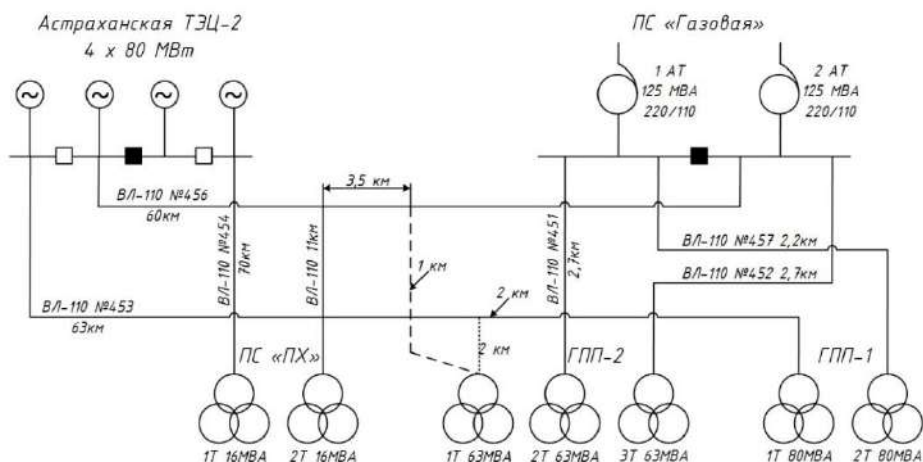 Астраханская ТЭЦ-2
4 x 80 МВт
ПС «Газовая»
1 АТ
125 МВА
220/110
2 АТ
125 МВА
220/110
3,5 км
ВЛ-110 №456
60км
ВЛ-110 №454
70км
ВЛ-110 11км
ВЛ-110 №451
2,7км
ВЛ-110 №457 2,2км
1 км
ВЛ-110 №452 2,7км
2 км
ВЛ-110 №453
63км
2 км
ПС «ПХ»
ГПП-2
ГПП-1
1Т 16МВА
2Т 16МВА
1Т 63МВА
2Т 63МВА
3Т 63МВА
1Т 80МВА
2Т 80МВА